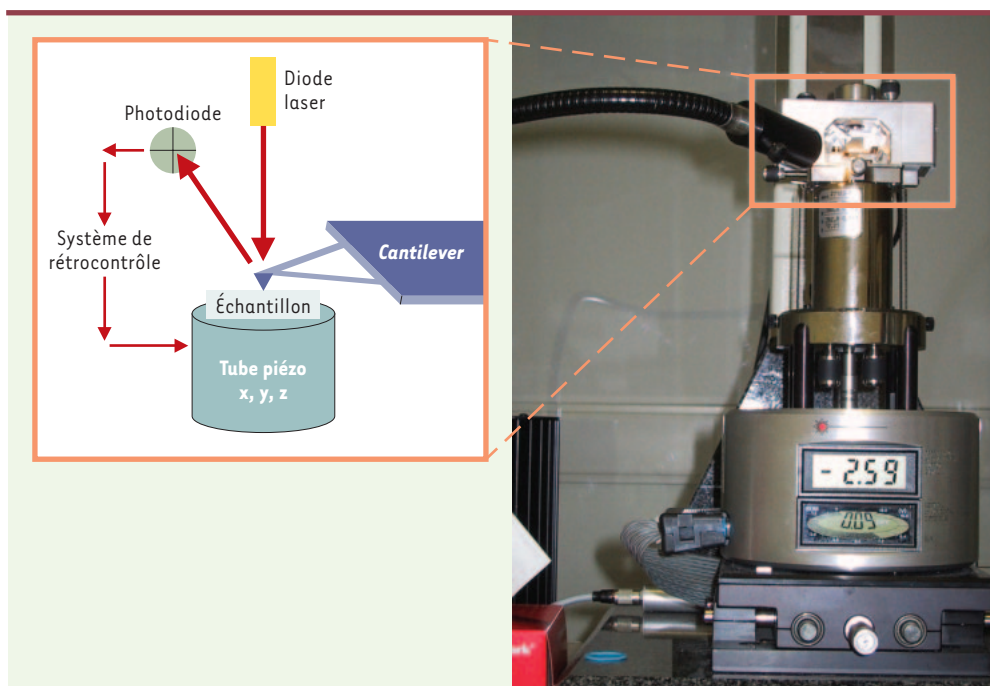 Diode
laser
Photodiode
Système de
rétrocontrôle
Cantilever
Échantillon
Tube piézo
x, y, z
- 2.59
0.09